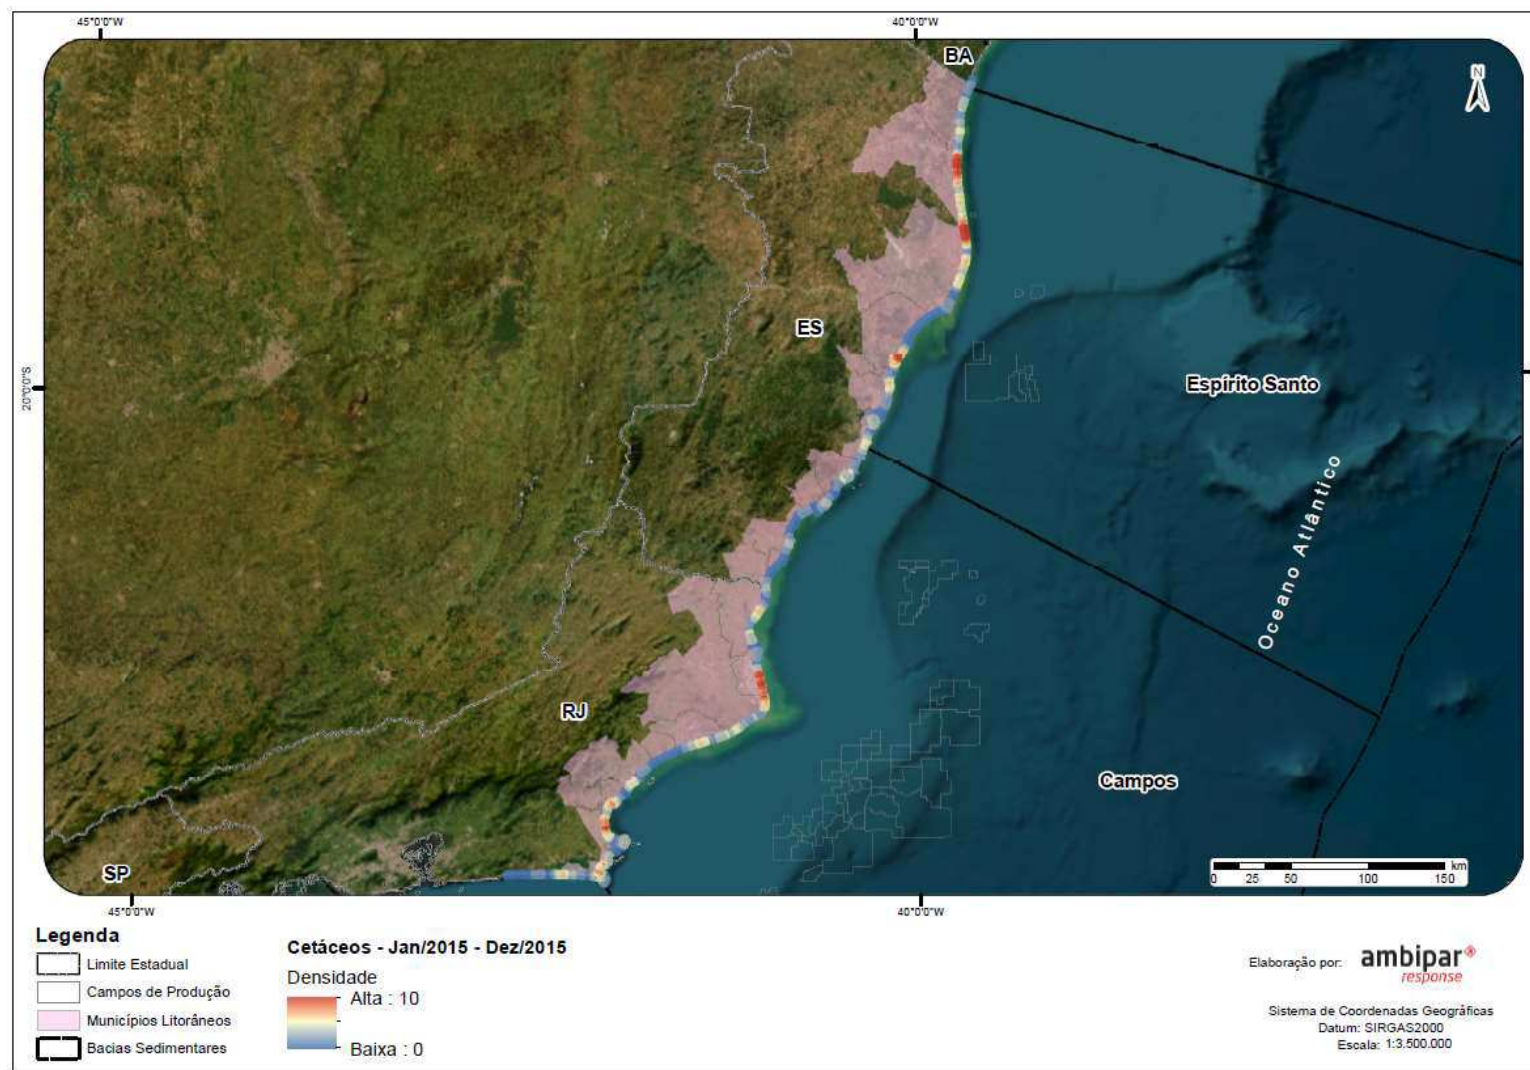 45°0'0"W
40°0'0"W
BA
N
ES
20°0'0"S
Espírito Santo
Oceano Atlântico
RJ
Campos
SP
km
0 25 50 100 150
45°0'0"W
40°0'0"W
Legenda
Limite Estadual
Campos de Produção
Municípios Litorâneos
Bacias Sedimentares
Cetáceos - Jan/2015 - Dez/2015
Densidade
Alta : 10
Baixa : 0
Elaboração por: ambipar®
response
Sistema de Coordenadas Geográficas
Datum: SIRGAS2000
Escala: 1:3.500.000